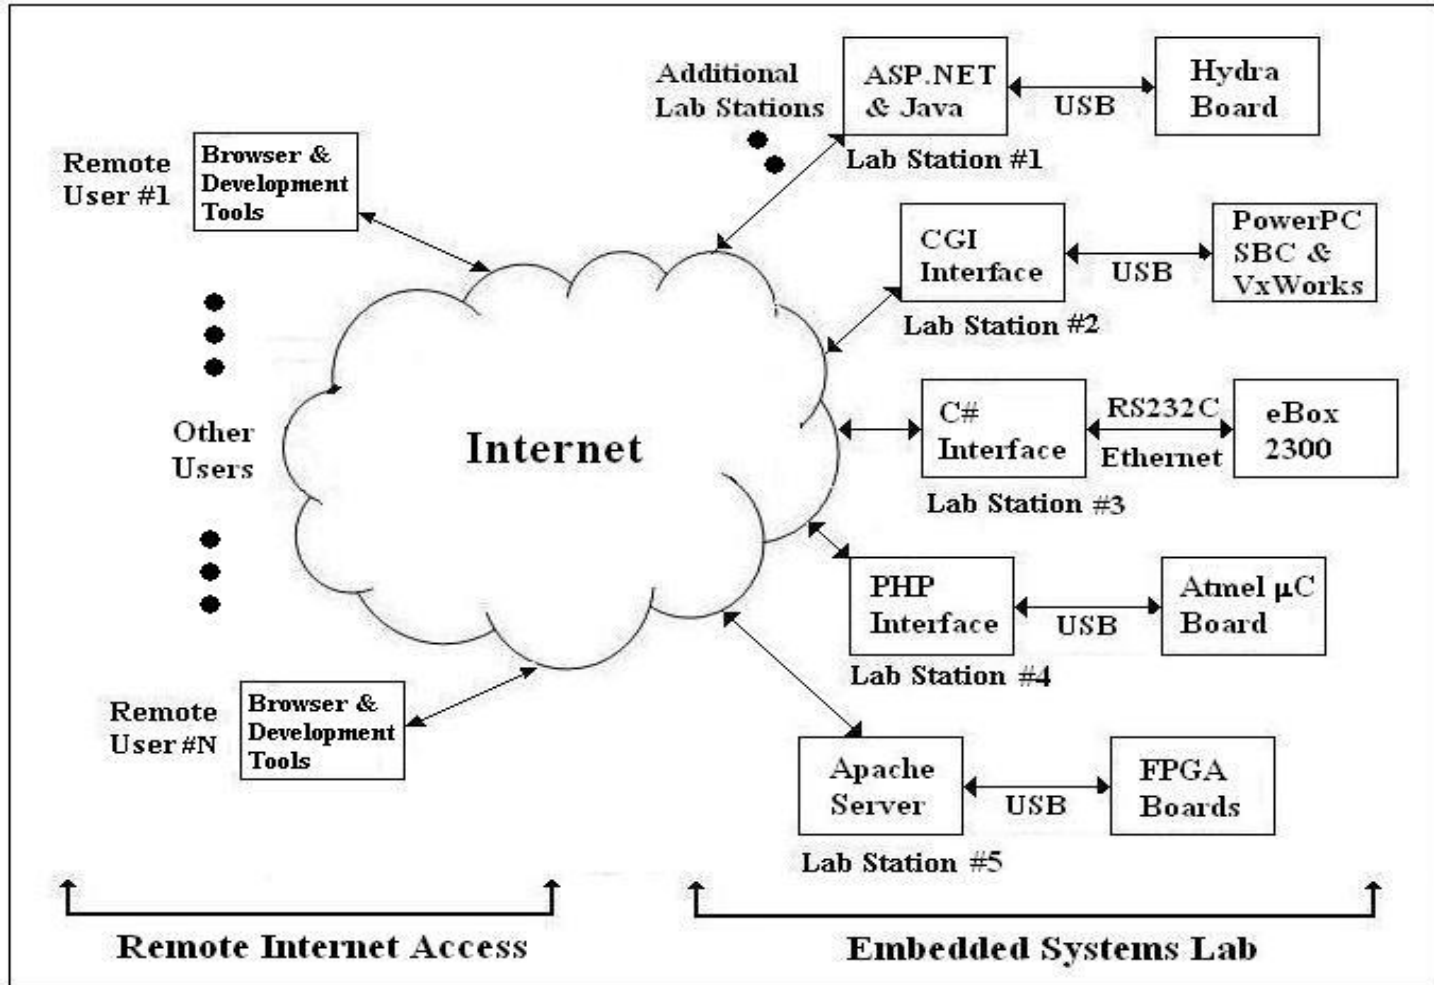 Additional
Lab Stations
ASP.NET
& Java
USB
Hydra
Board
Lab Station #1
Remote
User #1
Browser &
Development
Tools
CGI
Interface
USB
PowerPC
SBC &
VxWorks
Lab Station #2
Other
Users
Internet
C#
Interface
RS232C
Ethernet
eBox
2300
Lab Station #3
PHP
Interface
USB
Atmel µC
Board
Lab Station #4
Remote
User #N
Browser &
Development
Tools
Apache
Server
USB
FPGA
Boards
Lab Station #5
Remote Internet Access
Embedded Systems Lab